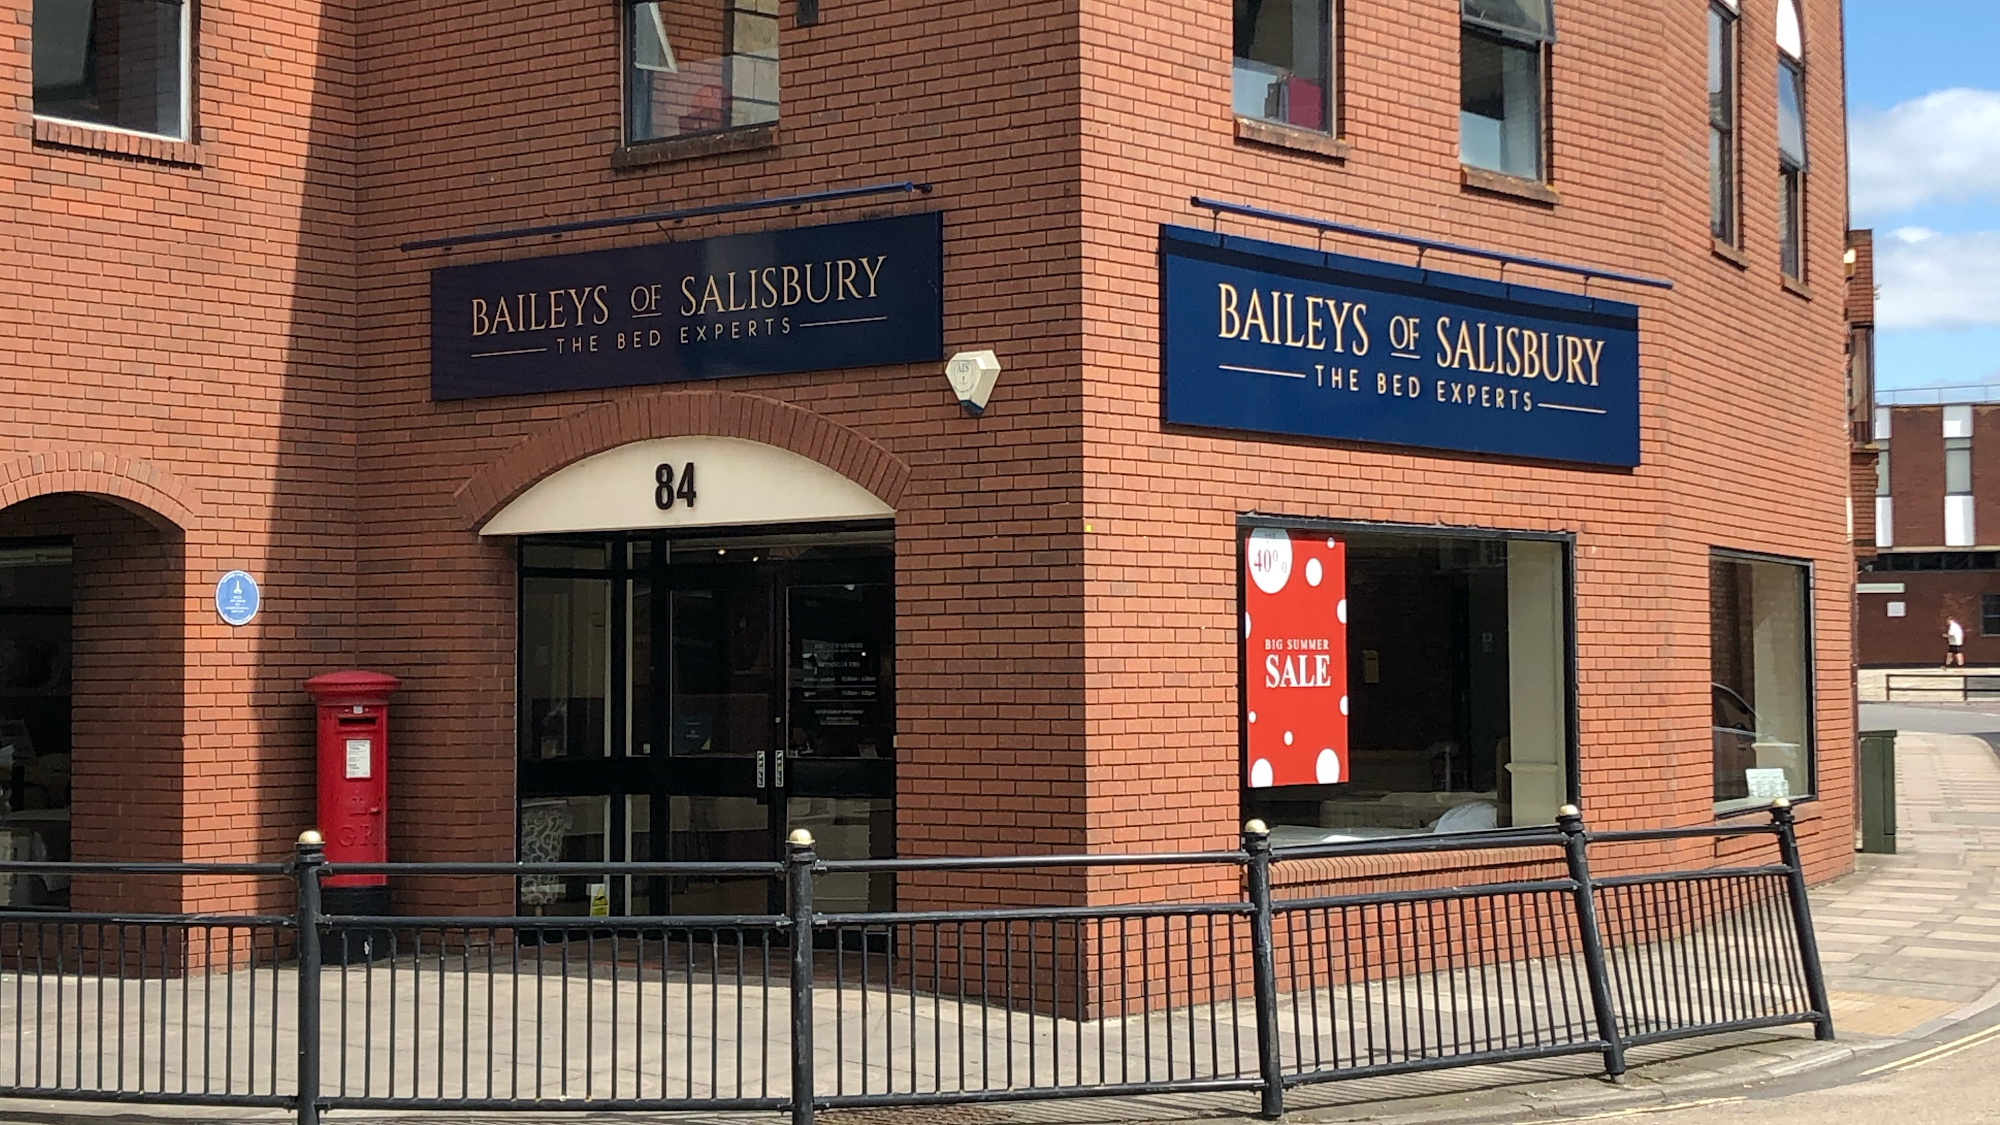 BAILEYS OF SALISBURY
THE BED EXPERTS
BAILEYS OF SALISBURY
THE BED EXPERTS
84
40%
BIG SUMMER
SALE
GR